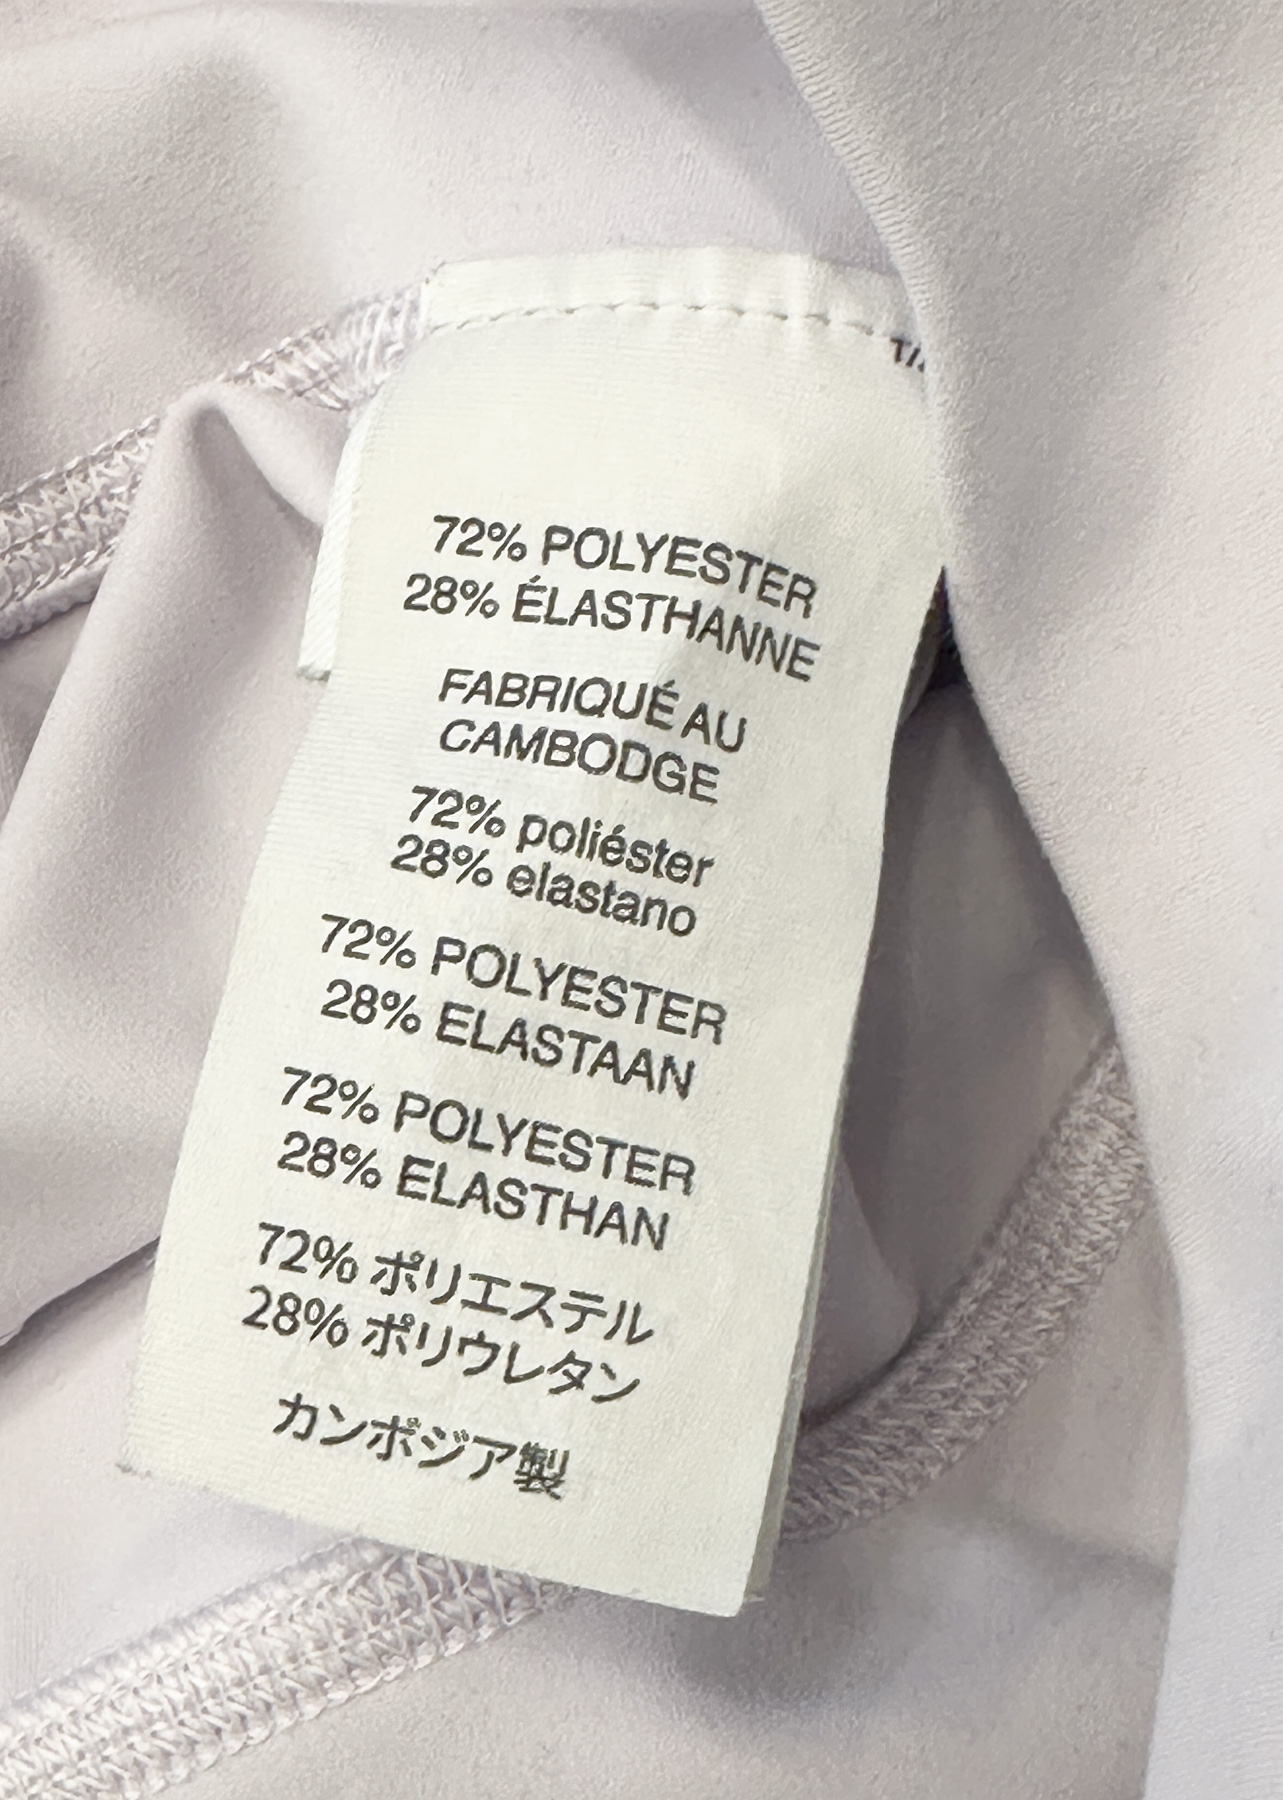 72% POLYESTER
28% ÉLASTHANNE
FABRIQUÉ AU
CAMBODGE
72% poliéster
28% elastano
72% POLYESTER
28% ELASTAAN
72% POLYESTER
28% ELASTHAN
72% ポリエステル
28% ポリウレタン
カンボジア製